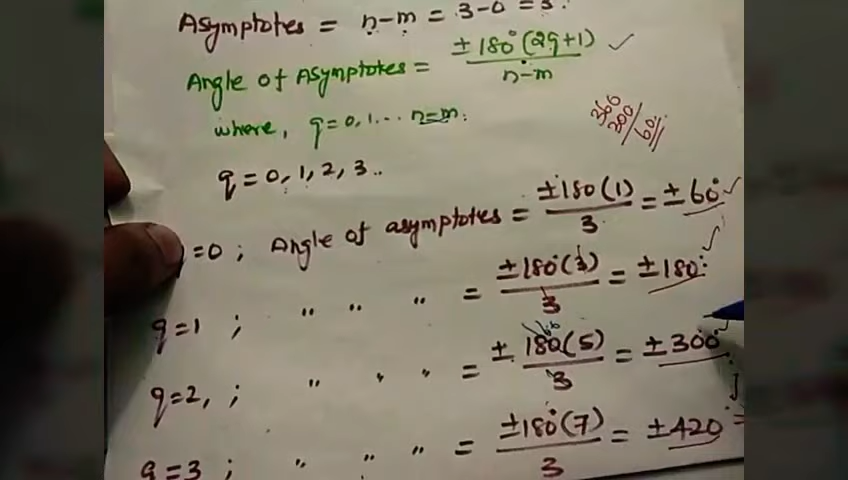 Asymptotes = n-m = 3-0 = 3.
Angle of Asymptotes = ±180°(2q+1) / n-m ✓
where, q=0,1... n=m.
360
300
60
q=0,1,2,3..
q=0 ; Angle of asymptotes = ±180(1) / 3 = ±60° ✓
q=1 ; " " " = ±180°(3) / 3 = ±180° ✓
q=2, ; " " " = ±180(5) / 3 = ±300°
q=3 ; " " " = ±180°(7) / 3 = ±420° =